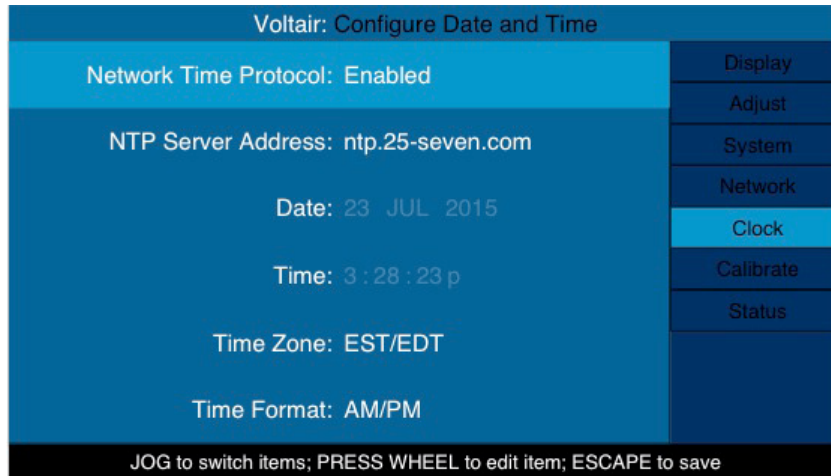 Voltair: Configure Date and Time
Network Time Protocol: Enabled
NTP Server Address: ntp.25-seven.com
Date: 23 JUL 2015
Time: 3 : 28 : 23 p
Time Zone: EST/EDT
Time Format: AM/PM
Display
Adjust
System
Network
Clock
Calibrate
Status
JOG to switch items; PRESS WHEEL to edit item; ESCAPE to save